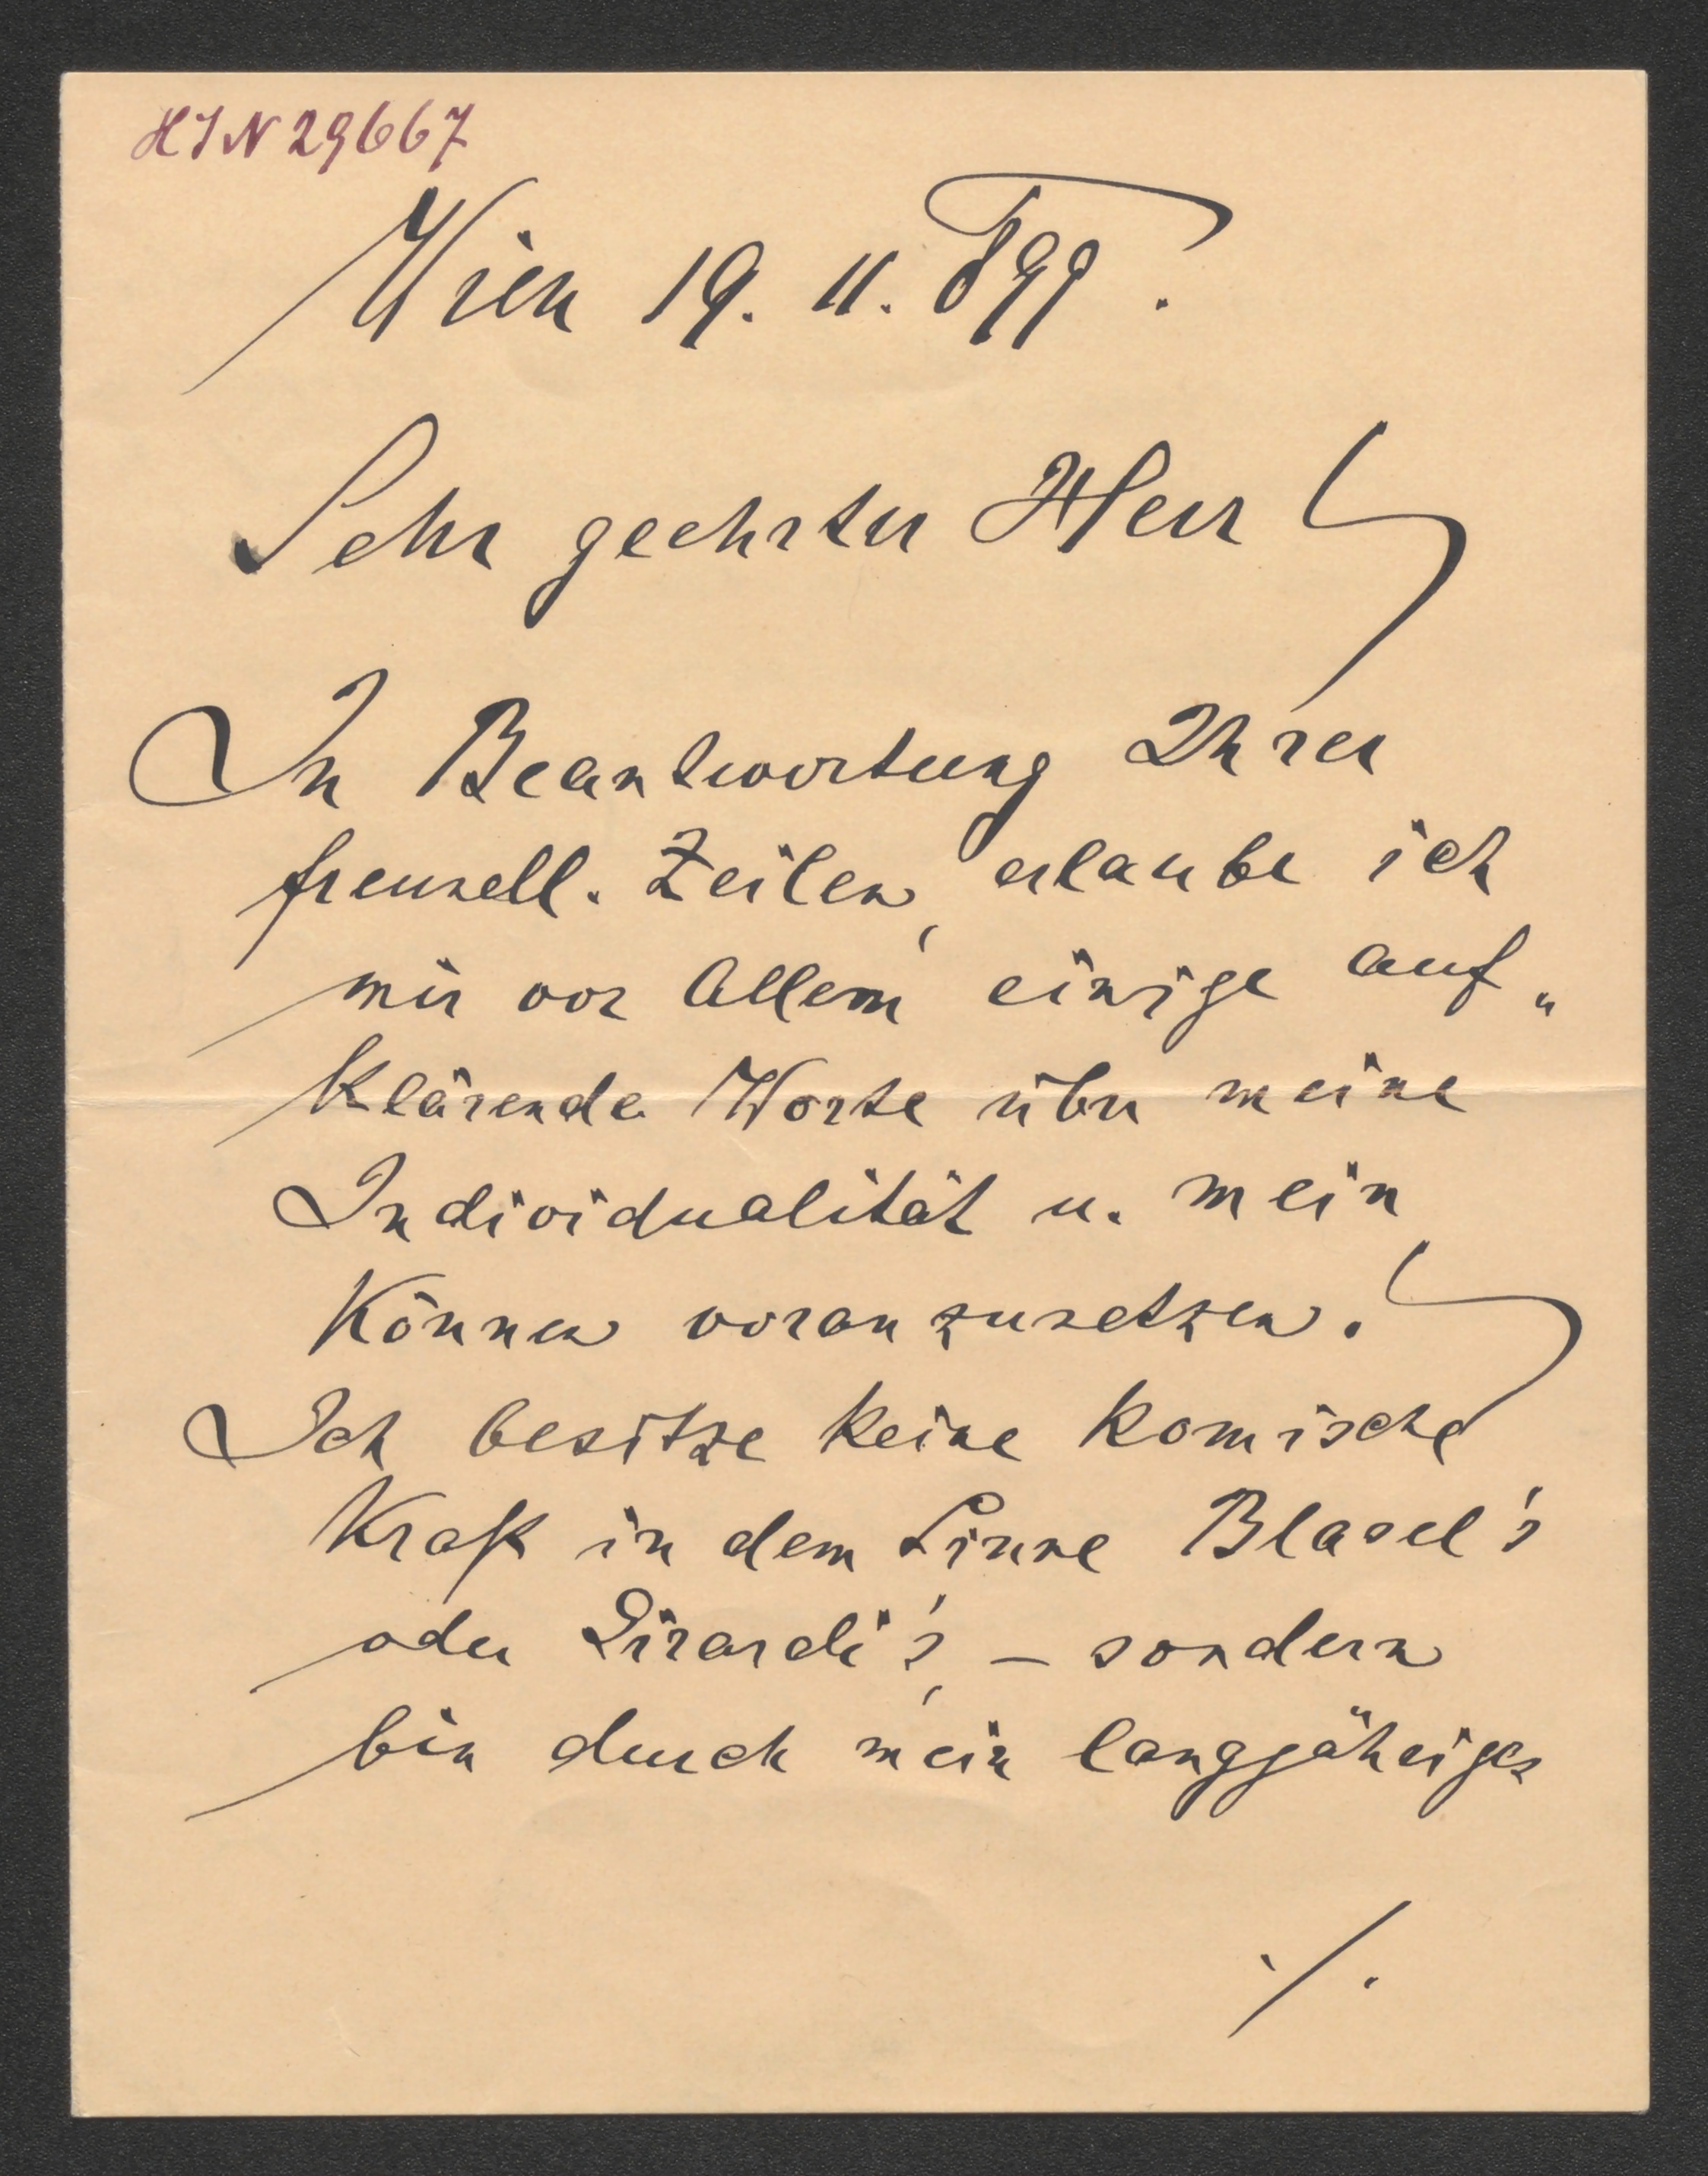 HIN 29667
Wien 19. 11. 899.
Sehr geehrter Herr!
In Beantwortung Ihrer
freundl. Zeilen, erlaube ich
mir vor Allem einige auf„
klärende Worte über meine
Individualität u. mein
Können voranzusetzen.
Ich besitze keine komische
Kraft in dem Sinne Blasel's
oder Girardi's, – sondern
bin durch mein langjähriges
./.